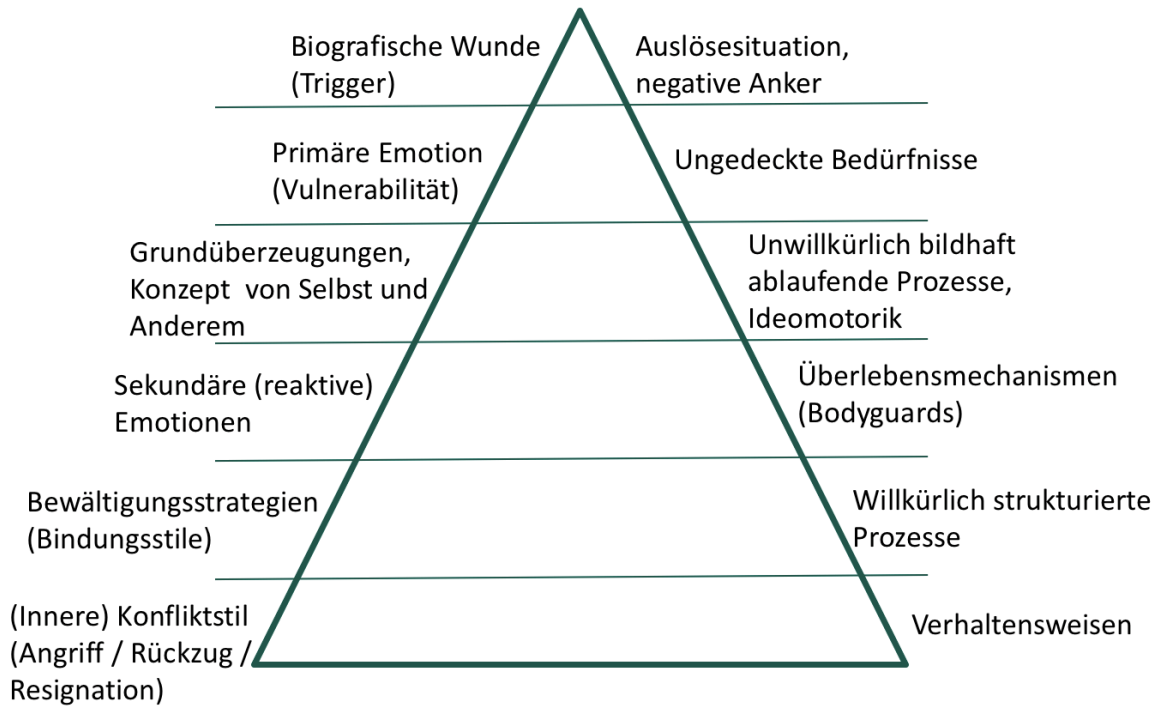 Biografische Wunde
(Trigger)
Auslösesituation,
negative Anker
Primäre Emotion
(Vulnerabilität)
Ungedeckte Bedürfnisse
Grundüberzeugungen,
Konzept von Selbst und
Anderem
Unwillkürlich bildhaft
ablaufende Prozesse,
Ideomotorik
Sekundäre (reaktive)
Emotionen
Überlebensmechanismen
(Bodyguards)
Bewältigungsstrategien
(Bindungsstile)
Willkürlich strukturierte
Prozesse
(Innere) Konfliktstil
(Angriff / Rückzug /
Resignation)
Verhaltensweisen